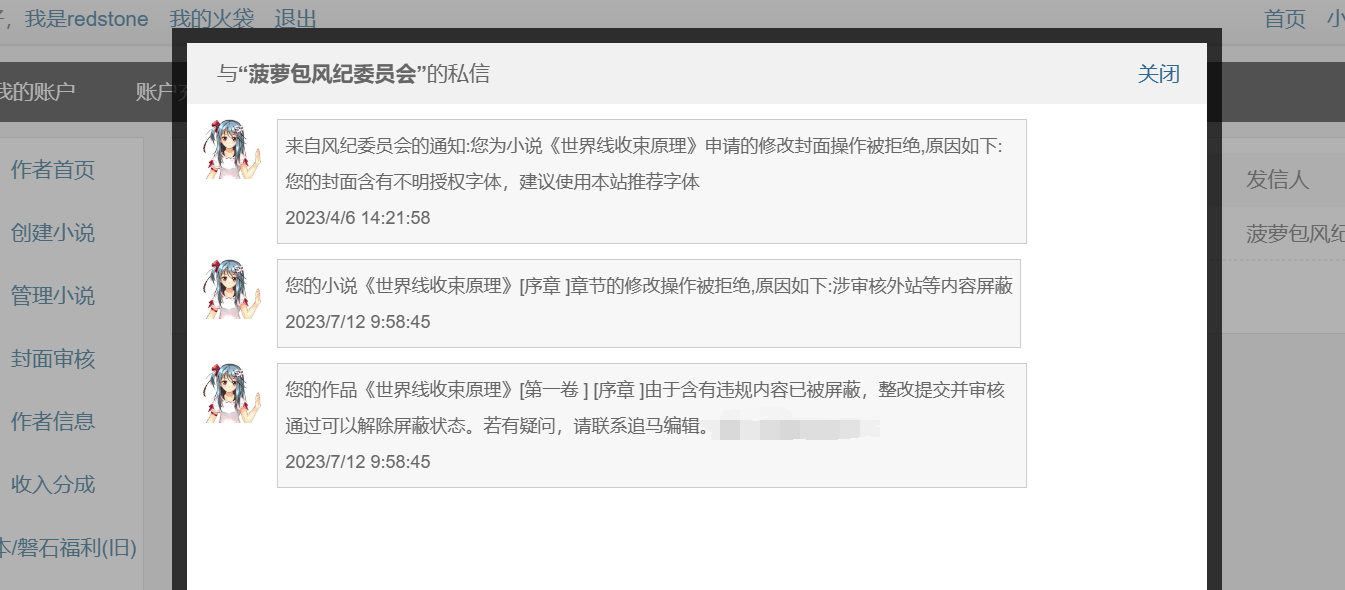 ，我是redstone 我的火袋 退出 首页
我的账户 账户
与“菠萝包风纪委员会”的私信 关闭
作者首页
创建小说
管理小说
封面审核
作者信息
收入分成
本/磐石福利(旧)
来自风纪委员会的通知:您为小说《世界线收束原理》申请的修改封面操作被拒绝,原因如下:
您的封面含有不明授权字体，建议使用本站推荐字体
2023/4/6 14:21:58
您的小说《世界线收束原理》[序章 ]章节的修改操作被拒绝,原因如下:涉审核外站等内容屏蔽
2023/7/12 9:58:45
您的作品《世界线收束原理》[第一卷 ] [序章 ]由于含有违规内容已被屏蔽，整改提交并审核
通过可以解除屏蔽状态。若有疑问，请联系追马编辑。
2023/7/12 9:58:45
发信人
菠萝包风纪